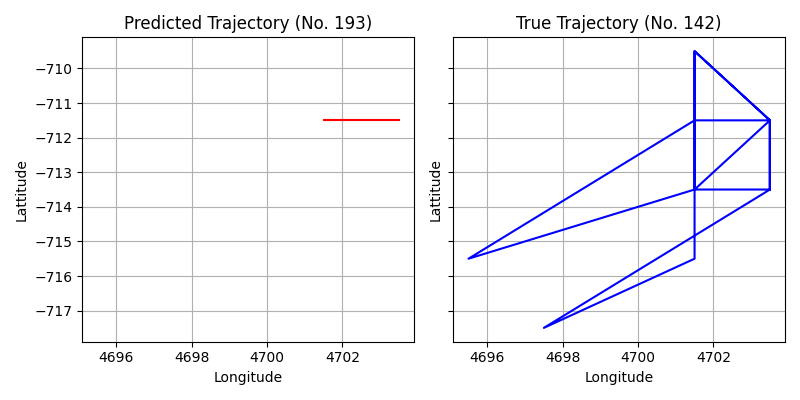 Predicted Trajectory (No. 193)
True Trajectory (No. 142)
Lattitude
−710
−711
−712
−713
−714
−715
−716
−717
4696
4698
4700
4702
Longitude
Lattitude
4696
4698
4700
4702
Longitude